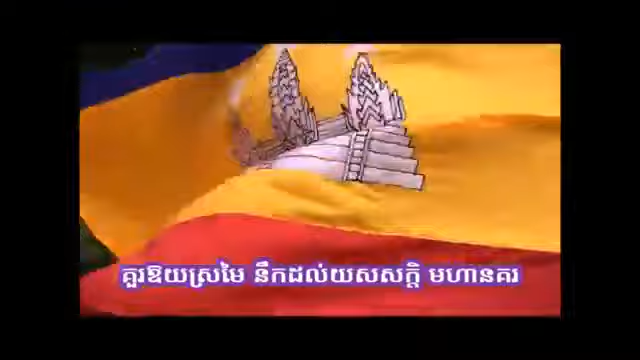 គួរឱយស្រមៃ នឹកដល់យសសក្តិ មហានគរ